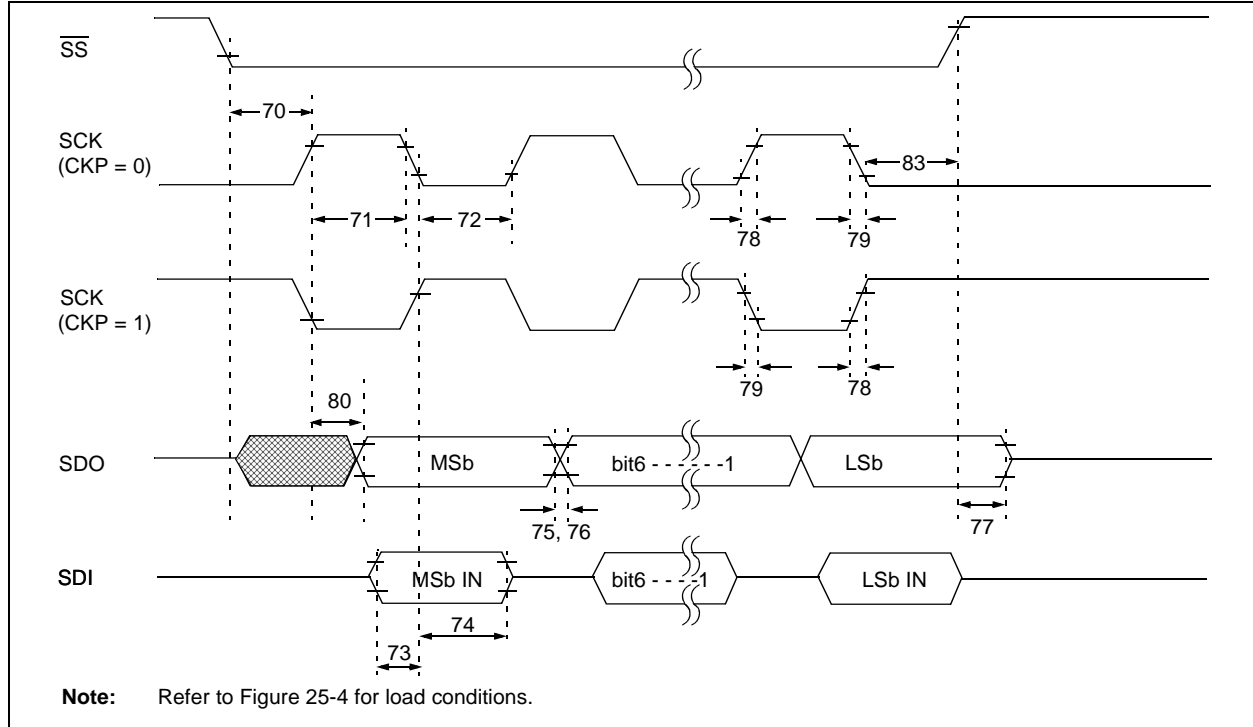 SS
70
SCK
(CKP = 0)
83
71
72
78
79
SCK
(CKP = 1)
79
78
80
SDO
MSb
bit6 - - - - - -1
LSb
75, 76
77
SDI
MSb IN
bit6 - - - -1
LSb IN
74
73
Note: Refer to Figure 25-4 for load conditions.